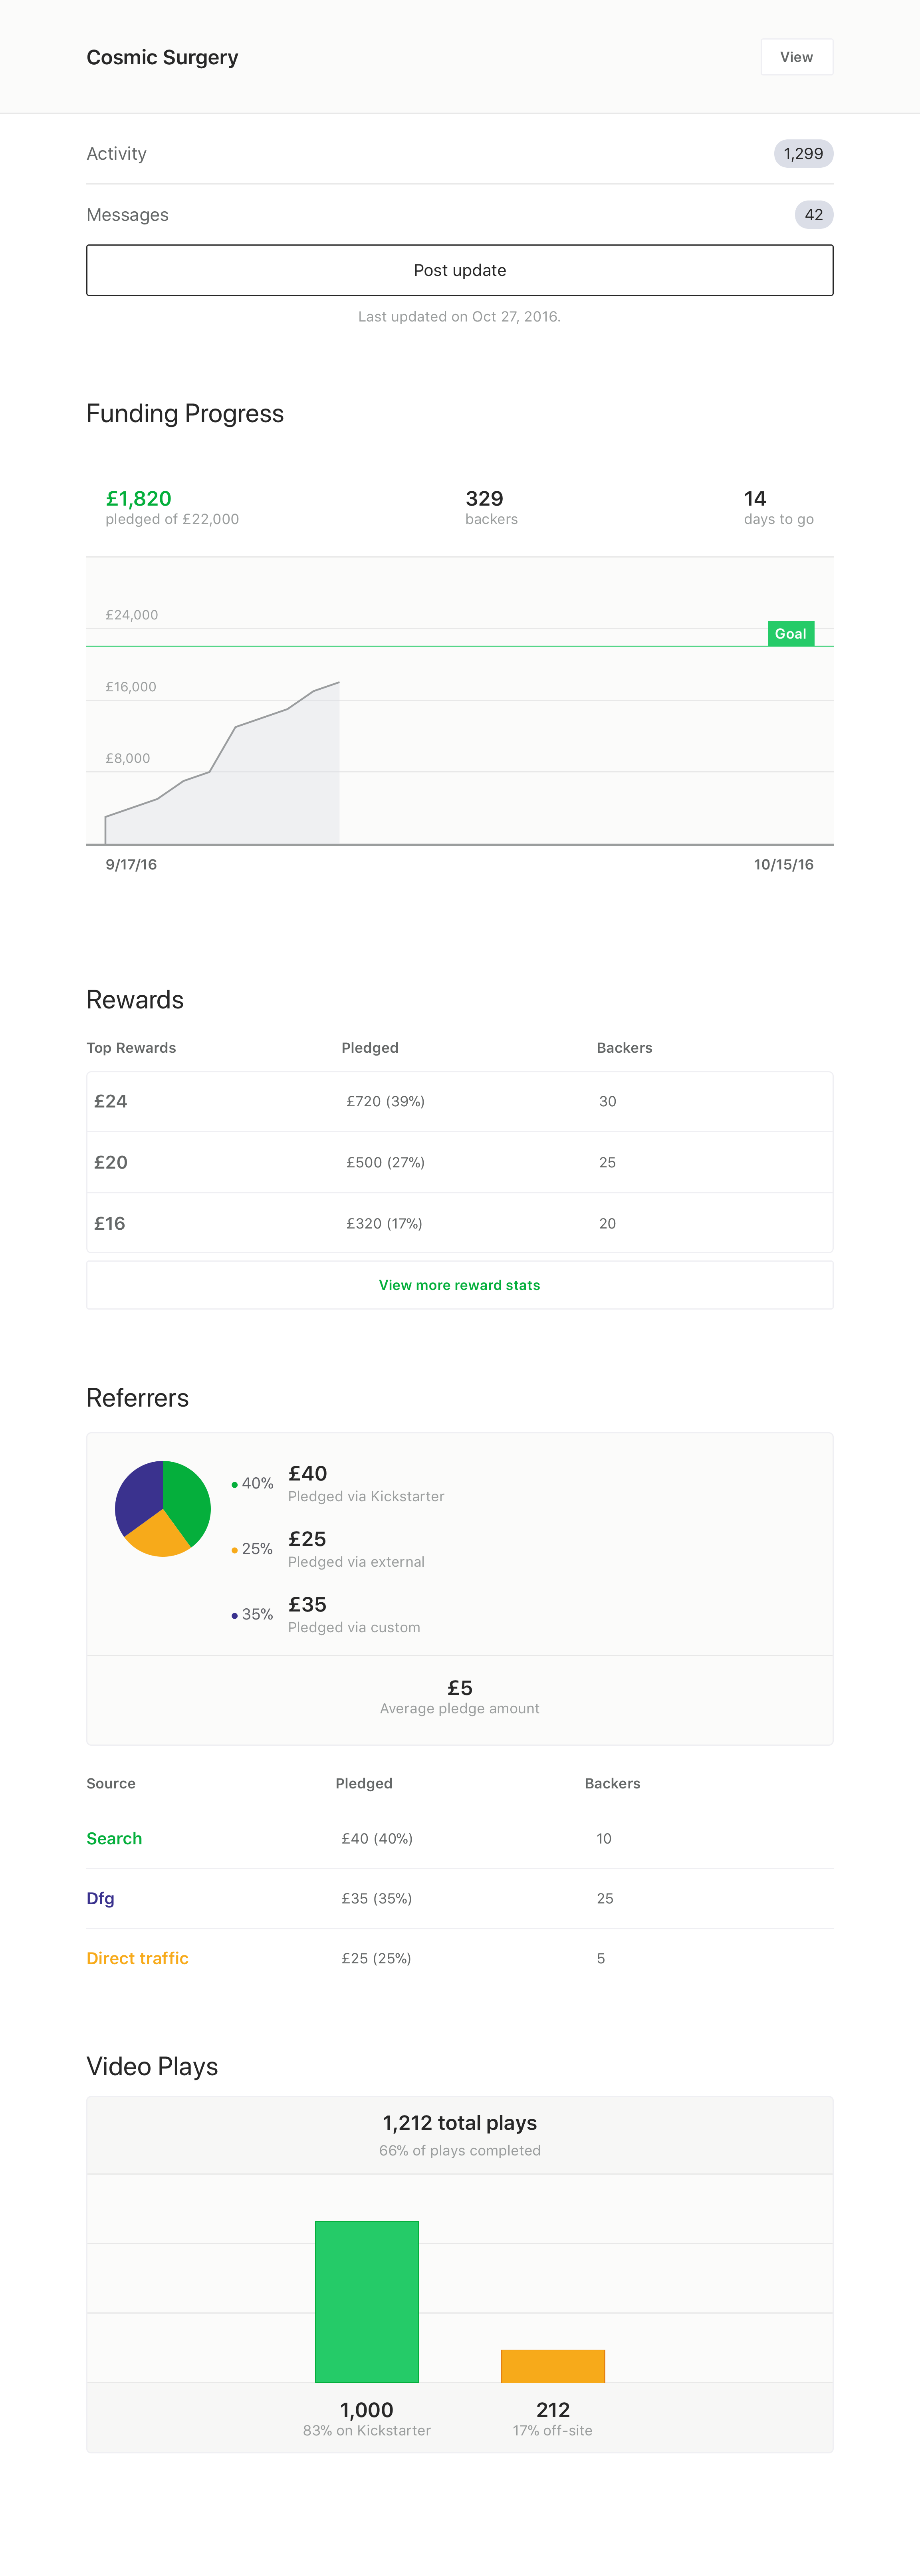 Cosmic Surgery
View
Activity
1,299
Messages
42
Post update
Last updated on Oct 27, 2016.
Funding Progress
£1,820
pledged of £22,000
329
backers
14
days to go
£24,000
Goal
£16,000
£8,000
9/17/16
10/15/16
Rewards
Top Rewards Pledged Backers
£24 £720 (39%) 30
£20 £500 (27%) 25
£16 £320 (17%) 20
View more reward stats
Referrers
40% £40
Pledged via Kickstarter
25% £25
Pledged via external
35% £35
Pledged via custom
£5
Average pledge amount
Source Pledged Backers
Search £40 (40%) 10
Dfg £35 (35%) 25
Direct traffic £25 (25%) 5
Video Plays
1,212 total plays
66% of plays completed
1,000
83% on Kickstarter
212
17% off-site